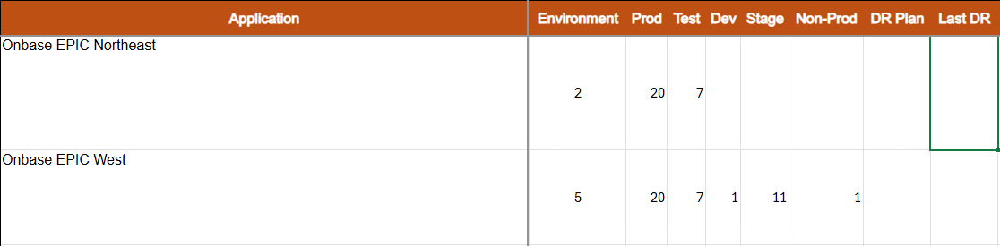 Application Environment Prod Test Dev Stage Non-Prod DR Plan Last DR
Onbase EPIC Northeast
2 20 7
Onbase EPIC West
5 20 7 1 11 1